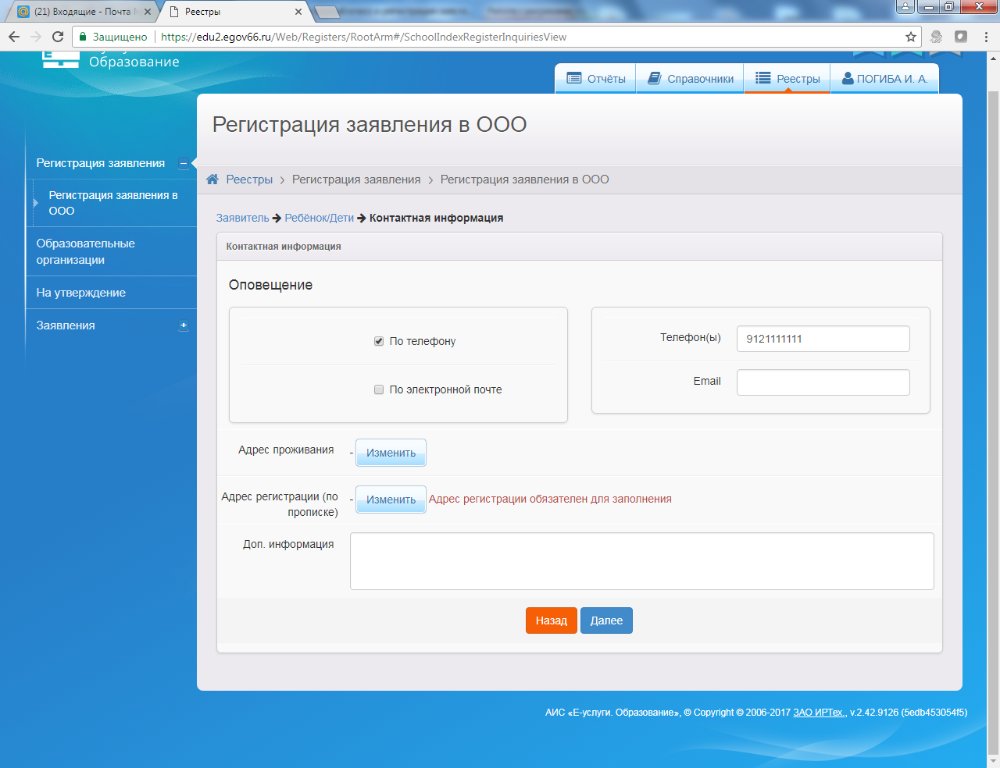 (21) Входящие - Почта
Реестры
Защищено
https://edu2.egov66.ru/Web/Registers/RootArm#/SchoolIndexRegisterInquiriesView
Образование
Отчёты
Справочники
Реестры
ПОГИБА И. А.
Регистрация заявления в ООО
Регистрация заявления
Регистрация заявления в
ООО
Образовательные
организации
На утверждение
Заявления
Реестры > Регистрация заявления > Регистрация заявления в ООО
Заявитель → Ребёнок/Дети → Контактная информация
Контактная информация
Оповещение
По телефону
По электронной почте
Телефон(ы)
9121111111
Email
Адрес проживания
- Изменить
Адрес регистрации (по
прописке)
- Изменить Адрес регистрации обязателен для заполнения
Доп. информация
Назад
Далее
АИС «Е-услуги. Образование», © Copyright © 2006-2017 ЗАО ИРТех., v.2.42.9126 (5edb453054f5)